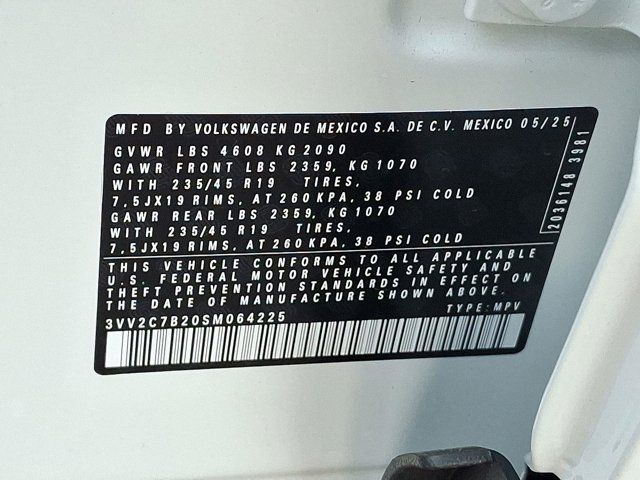 MFD BY VOLKSWAGEN DE MEXICO S.A. DE C.V. MEXICO 05/25
GVWR LBS 4608 KG 2090
GAWR FRONT LBS 2359, KG 1070
WITH 235/45 R19 TIRES,
7,5JX19 RIMS, AT 260 KPA, 38 PSI COLD
GAWR REAR LBS 2359, KG 1070
WITH 235/45 R19 TIRES,
7,5JX19 RIMS, AT 260 KPA, 38 PSI COLD
2036148 3981
THIS VEHICLE CONFORMS TO ALL APPLICABLE
U.S. FEDERAL MOTOR VEHICLE SAFETY AND
THEFT PREVENTION STANDARDS IN EFFECT ON
THE DATE OF MANUFACTURE SHOWN ABOVE.
3VV2C7B20SM064225 TYPE: MPV